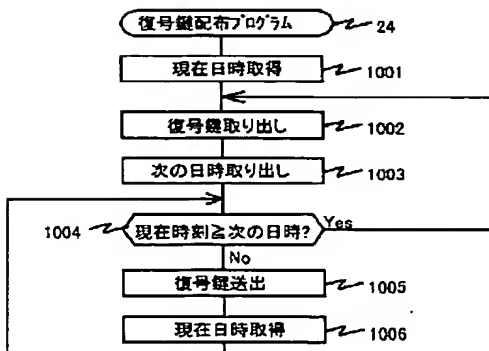 復号鍵配布プログラム 24
現在日時取得 1001
復号鍵取り出し 1002
次の日時取り出し 1003
1004 現在時刻≧次の日時? Yes
No
復号鍵送出 1005
現在日時取得 1006